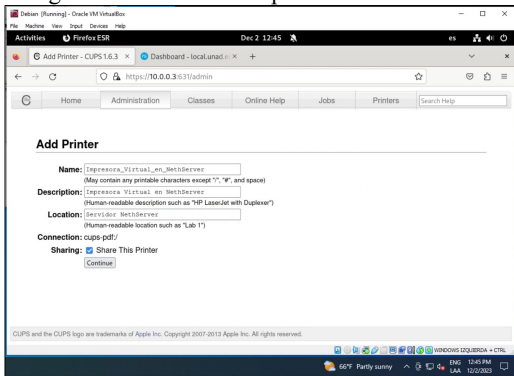 Debian [Running] - Oracle VM VirtualBox
File Machine View Input Devices Help
Activities Firefox ESR Dec 2 12:45 es
Add Printer - CUPS 1.6.3 × Dashboard - local.unad. × +
https://10.0.0.3:631/admin
Home Administration Classes Online Help Jobs Printers Search Help
Add Printer
Name: Impresora_Virtual_en_NethServer
(May contain any printable characters except "/", "#", and space)
Description: Impresora Virtual en NethServer
(Human-readable description such as "HP LaserJet with Duplexer")
Location: Servidor NethServer
(Human-readable location such as "Lab 1")
Connection: cups-pdf:/
Sharing: Share This Printer
Continue
CUPS and the CUPS logo are trademarks of Apple Inc. Copyright 2007-2013 Apple Inc. All rights reserved.
WINDOWS IZQUIERDA + CTRL
66°F Partly sunny ENG 12:45 PM
LAA 12/2/2023